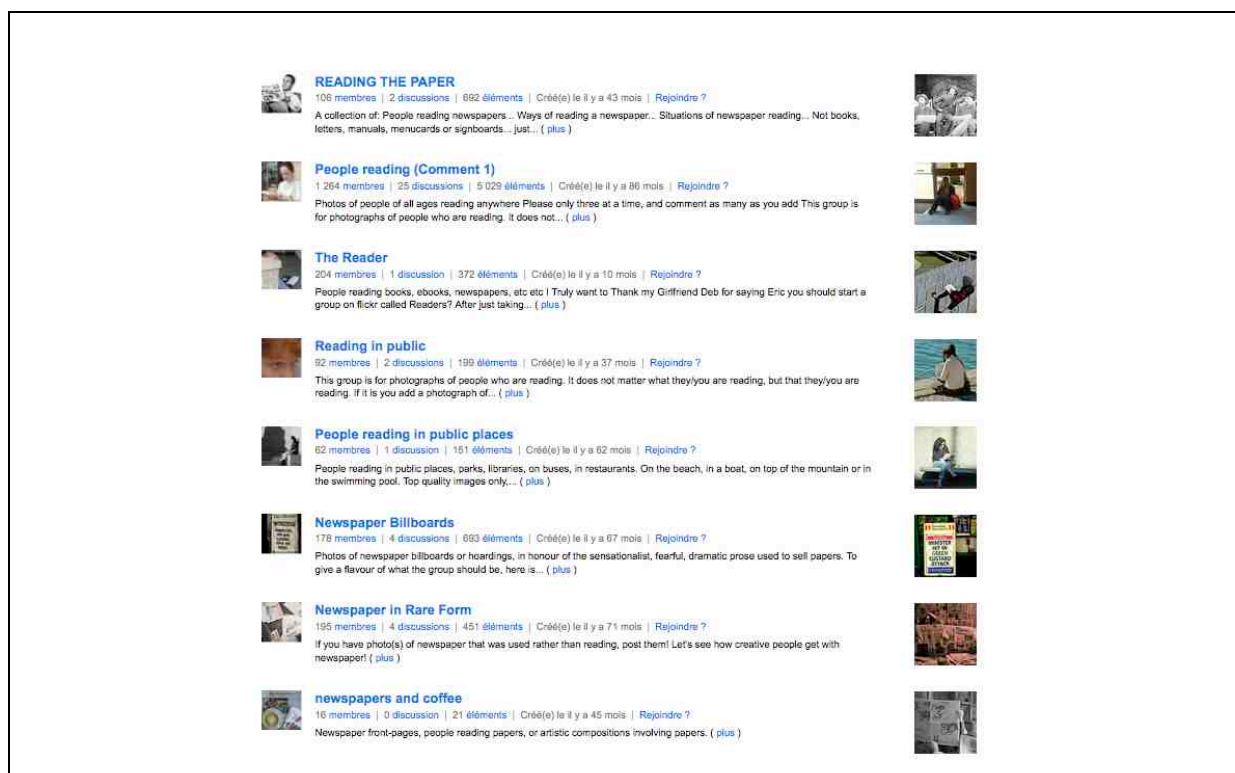 READING THE PAPER
106 membres | 2 discussions | 692 éléments | Créé(e) le il y a 43 mois | Rejoindre ?
A collection of: People reading newspapers... Ways of reading a newspaper... Situations of newspaper reading... Not books,
letters, manuals, menucards or signboards... just... ( plus )
People reading (Comment 1)
1 264 membres | 25 discussions | 5 029 éléments | Créé(e) le il y a 86 mois | Rejoindre ?
Photos of people of all ages reading anywhere Please only three at a time, and comment as many as you add This group is
for photographs of people who are reading. It does not... ( plus )
The Reader
204 membres | 1 discussion | 372 éléments | Créé(e) le il y a 10 mois | Rejoindre ?
People reading books, ebooks, newspapers, etc etc I Truly want to Thank my Girlfriend Deb for saying Eric you should start a
group on flickr called Readers? After just taking... ( plus )
Reading in public
92 membres | 2 discussions | 199 éléments | Créé(e) le il y a 37 mois | Rejoindre ?
This group is for photographs of people who are reading. It does not matter what they/you are reading, but that they/you are
reading. If it is you add a photograph of... ( plus )
People reading in public places
62 membres | 1 discussion | 151 éléments | Créé(e) le il y a 62 mois | Rejoindre ?
People reading in public places, parks, libraries, on buses, in restaurants. On the beach, in a boat, on top of the mountain or in
the swimming pool. Top quality images only,... ( plus )
Newspaper Billboards
178 membres | 4 discussions | 693 éléments | Créé(e) le il y a 67 mois | Rejoindre ?
Photos of newspaper billboards or hoardings, in honour of the sensationalist, fearful, dramatic prose used to sell papers. To
give a flavour of what the group should be, here is... ( plus )
MINISTER
HIT IN
GREEN
CUSTARD
ATTACK
Newspaper in Rare Form
195 membres | 4 discussions | 451 éléments | Créé(e) le il y a 71 mois | Rejoindre ?
If you have photo(s) of newspaper that was used rather than reading, post them! Let's see how creative people get with
newspaper! ( plus )
newspapers and coffee
16 membres | 0 discussion | 21 éléments | Créé(e) le il y a 45 mois | Rejoindre ?
Newspaper front-pages, people reading papers, or artistic compositions involving papers. ( plus )